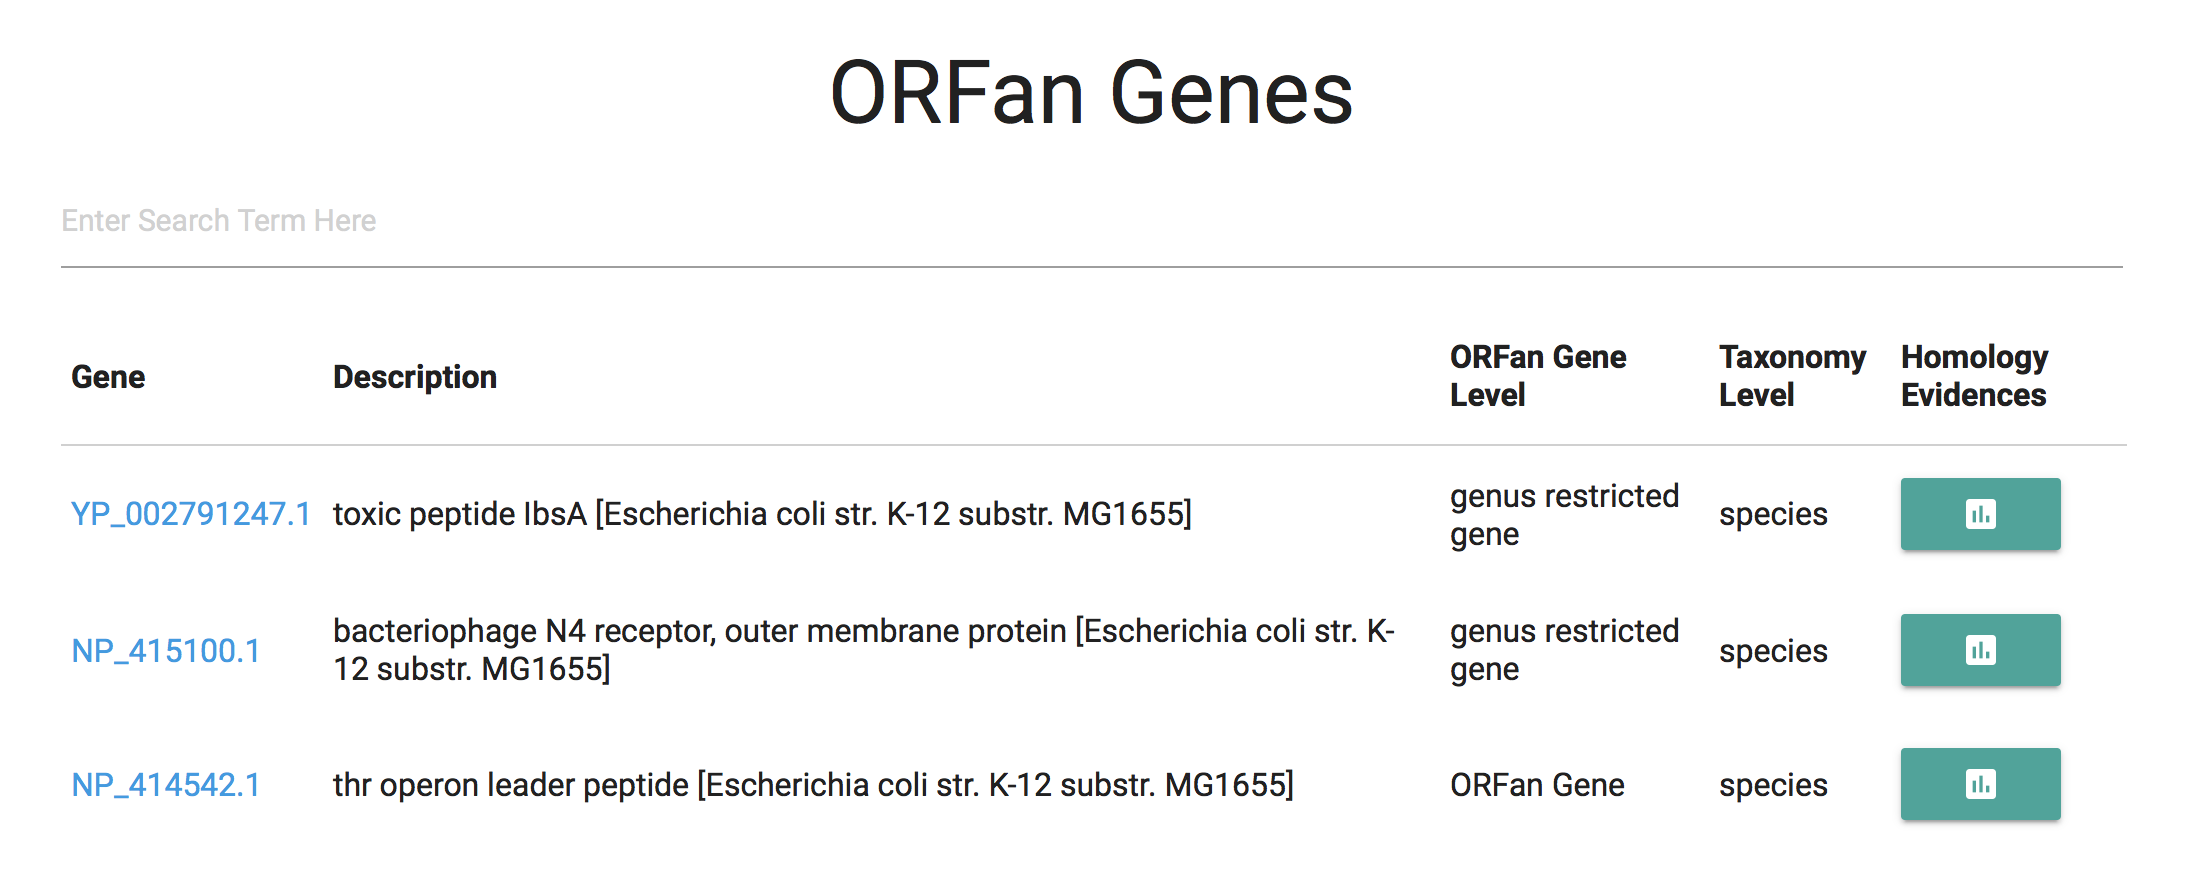 ORFan Genes
Enter Search Term Here
Gene
Description
ORFan Gene
Level
Taxonomy
Level
Homology
Evidences
YP_002791247.1
toxic peptide IbsA [Escherichia coli str. K-12 substr. MG1655]
genus restricted
gene
species
NP_415100.1
bacteriophage N4 receptor, outer membrane protein [Escherichia coli str. K-
12 substr. MG1655]
genus restricted
gene
species
NP_414542.1
thr operon leader peptide [Escherichia coli str. K-12 substr. MG1655]
ORFan Gene
species